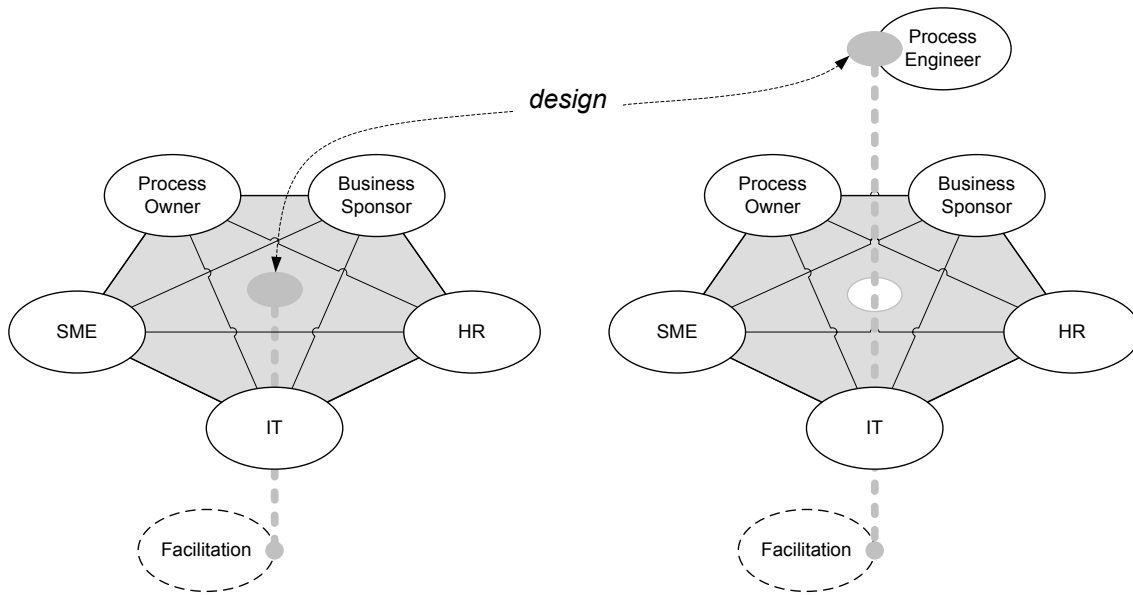 Process
Engineer
design
Process
Owner
Business
Sponsor
Process
Owner
Business
Sponsor
SME
HR
SME
HR
IT
IT
Facilitation
Facilitation